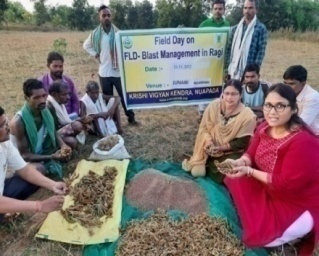 Field Day on
FLD- Blast Management in Ragi
Date :-
Venue
KRISHI VIGYAN KENDRA, NUAPADA